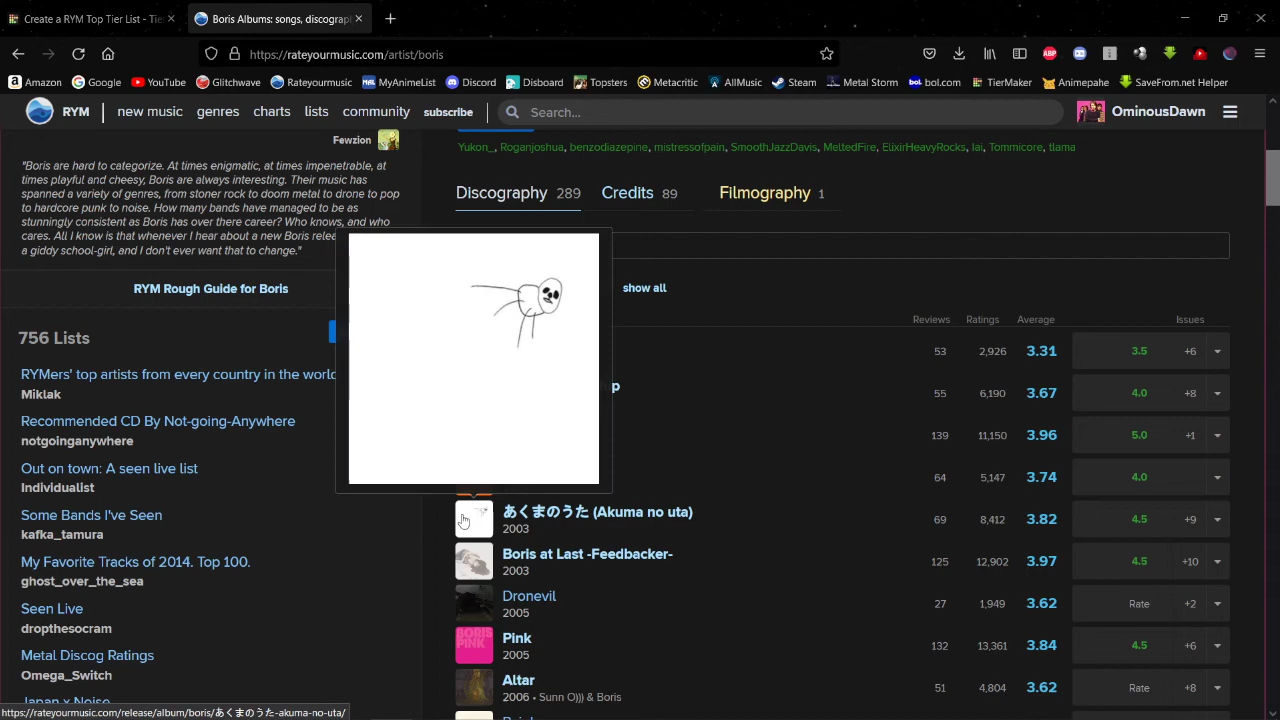 Create a RYM Top Tier List - Tie
Boris Albums: songs, discograp
https://rateyourmusic.com/artist/boris
Amazon
Google
YouTube
Glitchwave
Rateyourmusic
MyAnimeList
Discord
Disboard
Topsters
Metacritic
AllMusic
Steam
Metal Storm
bol.com
TierMaker
Animepahe
SaveFrom.net Helper
RYM
new music
genres
charts
lists
community
subscribe
Search...
OminousDawn
Fewzion
"Boris are hard to categorize. At times enigmatic, at times impenetrable, at
times playful and cheesy, Boris are always interesting. Their music has
spanned a variety of genres, from stoner rock to doom metal to drone to pop
to hardcore punk to noise. How many bands have managed to be as
stunningly consistent as Boris has over there career? Who knows, and who
cares. All I know is that whenever I hear about a new Boris relea
a giddy school-girl, and I don't ever want that to change."
RYM Rough Guide for Boris
756 Lists
RYMers' top artists from every country in the world
Miklak
Recommended CD By Not-going-Anywhere
notgoinganywhere
Out on town: A seen live list
Individualist
Some Bands I've Seen
kafka_tamura
My Favorite Tracks of 2014. Top 100.
ghost_over_the_sea
Seen Live
dropthesocram
Metal Discog Ratings
Omega_Switch
Japan x Noise
https://rateyourmusic.com/release/album/boris/あくまのうた-akuma-no-uta/
Yukon_, Roganjoshua, benzodiazepine, mistressofpain, SmoothJazzDavis, MeltedFire, ElixirHeavyRocks, Iai, Tommicore, tlama
Discography 289
Credits 89
Filmography 1
show all
Reviews Ratings Average Issues
53 2,926 3.31 3.5 +6
up
55 6,190 3.67 4.0 +8
139 11,150 3.96 5.0 +1
64 5,147 3.74 4.0
あくまのうた (Akuma no uta)
2003
69 8,412 3.82 4.5 +9
Boris at Last -Feedbacker-
2003
125 12,902 3.97 4.5 +10
Dronevil
2005
27 1,949 3.62 Rate +2
BORIS
PINK
Pink
2005
132 13,361 3.84 4.5 +6
Altar
2006 • Sunn O))) & Boris
51 4,804 3.62 Rate +8